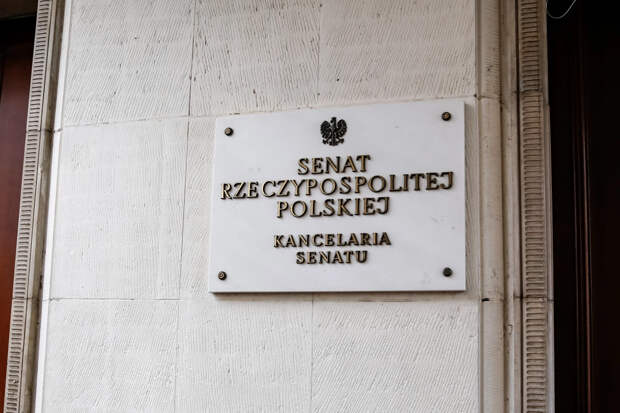 SENAT
RZECZYPOSPOLITEJ
POLSKIEJ
KANCELARIA
SENATU